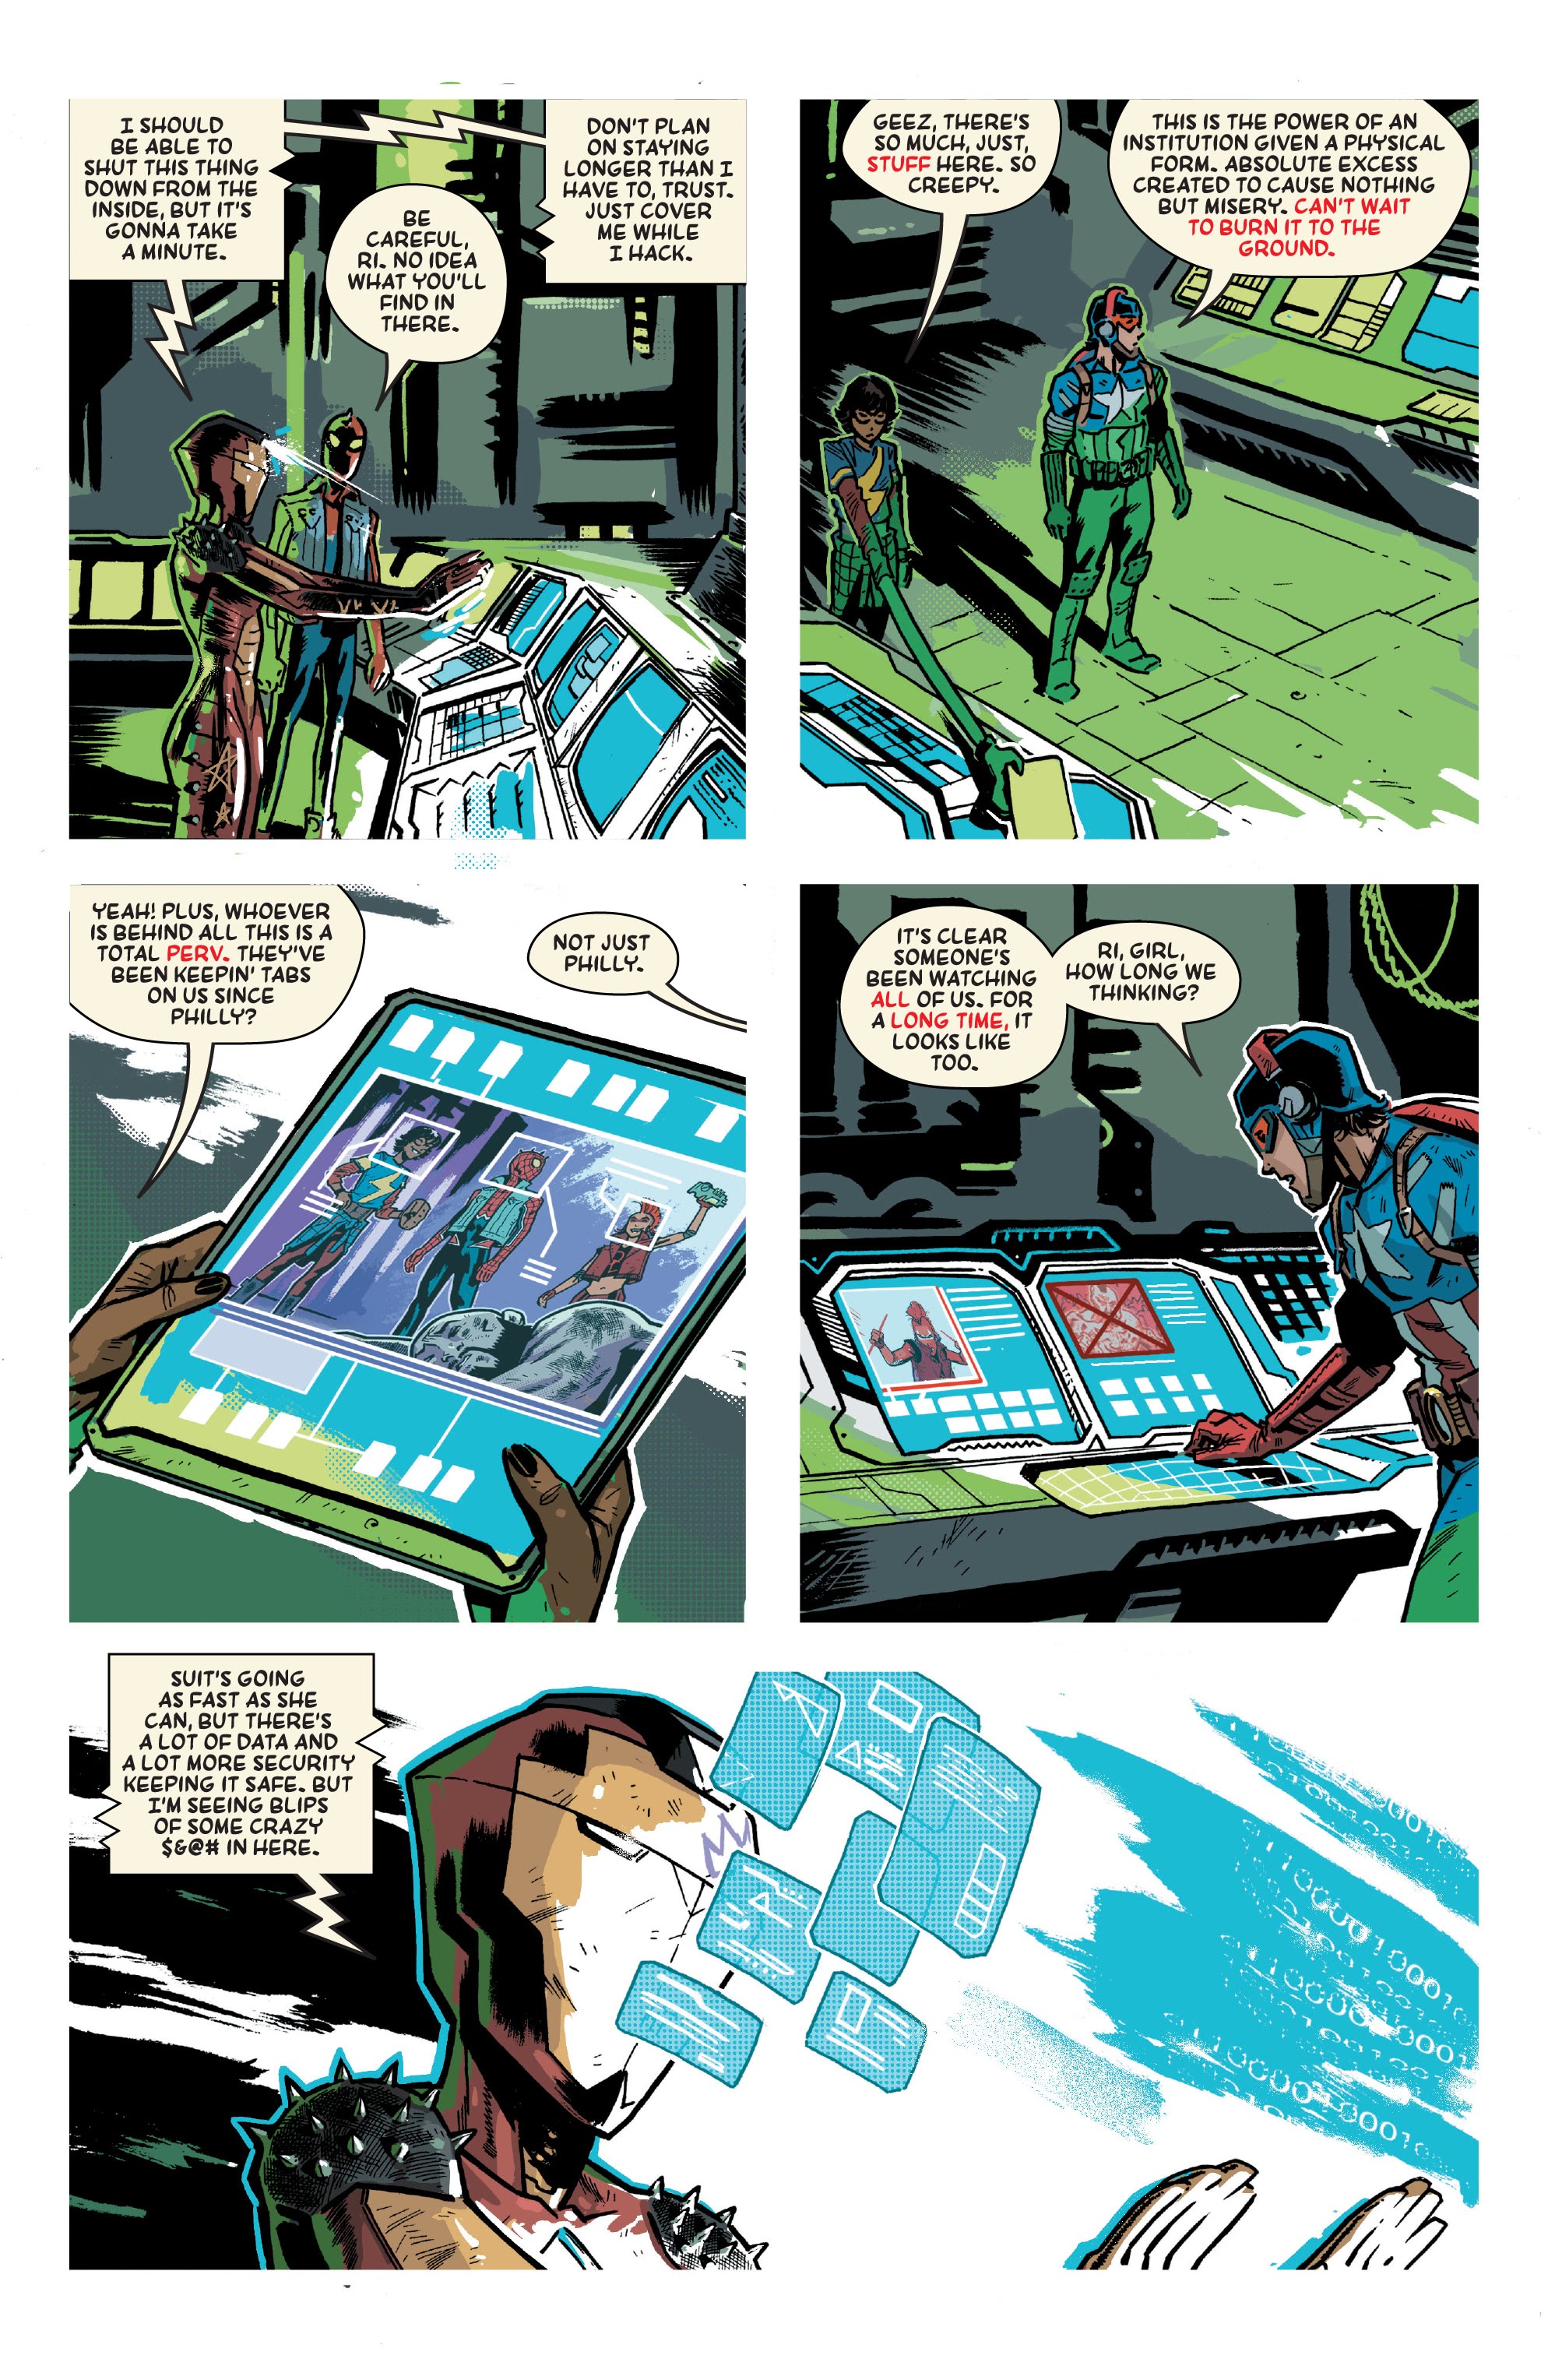 I SHOULD
BE ABLE TO
SHUT THIS THING
DOWN FROM THE
INSIDE, BUT IT'S
GONNA TAKE
A MINUTE.
BE
CAREFUL,
RI. NO IDEA
WHAT YOU'LL
FIND IN
THERE.
DON'T PLAN
ON STAYING
LONGER THAN I
HAVE TO, TRUST.
JUST COVER
ME WHILE
I HACK.
GEEZ, THERE'S
SO MUCH, JUST,
STUFF HERE. SO
CREEPY.
THIS IS THE POWER OF AN
INSTITUTION GIVEN A PHYSICAL
FORM. ABSOLUTE EXCESS
CREATED TO CAUSE NOTHING
BUT MISERY. CAN'T WAIT
TO BURN IT TO THE
GROUND.
YEAH! PLUS, WHOEVER
IS BEHIND ALL THIS IS A
TOTAL PERV. THEY'VE
BEEN KEEPIN' TABS
ON US SINCE
PHILLY?
NOT JUST
PHILLY.
IT'S CLEAR
SOMEONE'S
BEEN WATCHING
ALL OF US. FOR
A LONG TIME, IT
LOOKS LIKE
TOO.
RI, GIRL,
HOW LONG WE
THINKING?
SUIT'S GOING
AS FAST AS SHE
CAN, BUT THERE'S
A LOT OF DATA AND
A LOT MORE SECURITY
KEEPING IT SAFE. BUT
I'M SEEING BLIPS
OF SOME CRAZY
$&@# IN HERE.